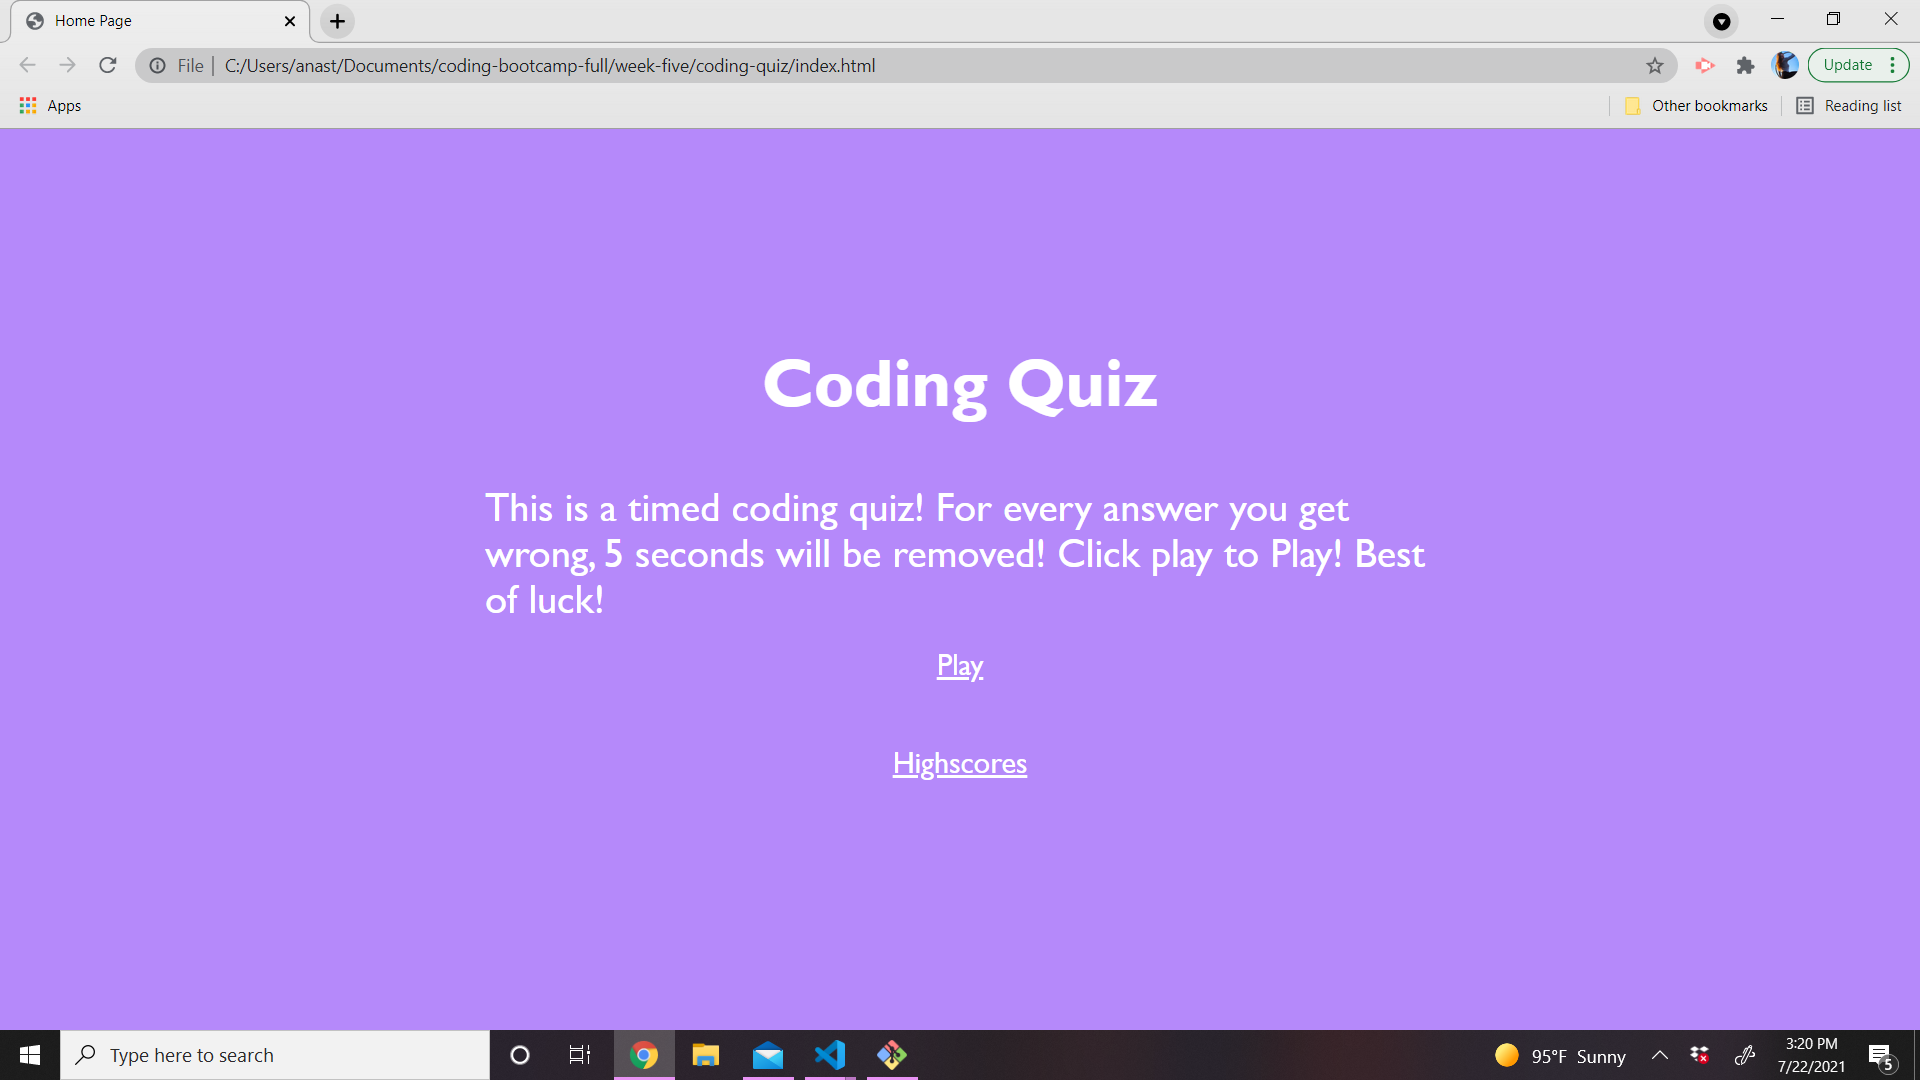 Home Page
File | C:/Users/anast/Documents/coding-bootcamp-full/week-five/coding-quiz/index.html
Update
Apps
Other bookmarks
Reading list
Coding Quiz
This is a timed coding quiz! For every answer you get
wrong, 5 seconds will be removed! Click play to Play! Best
of luck!
Play
Highscores
Type here to search
95°F Sunny
3:20 PM
7/22/2021
5